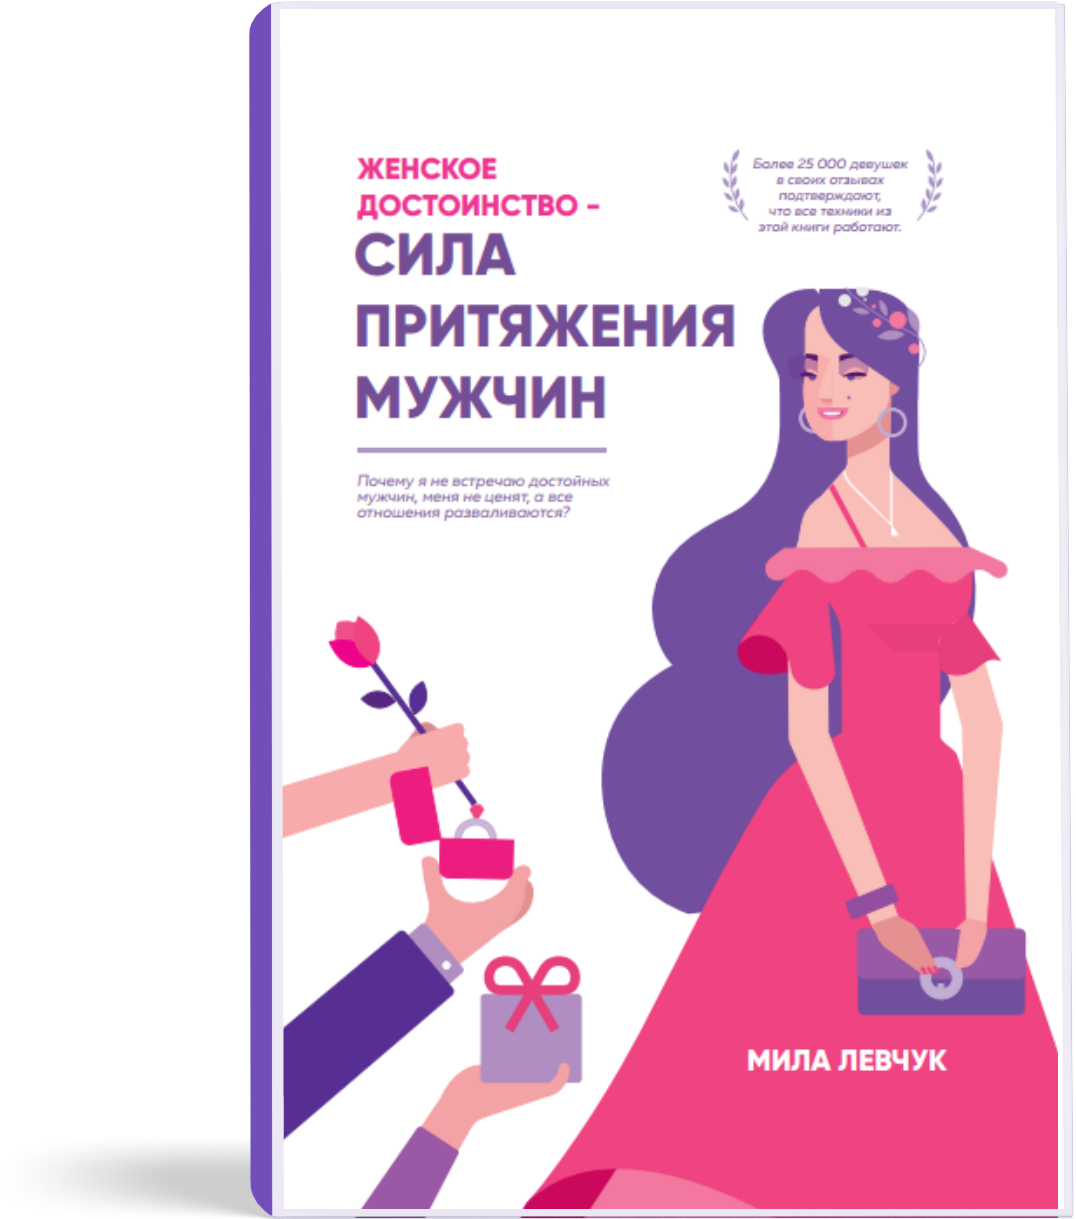 ЖЕНСКОЕ
ДОСТОИНСТВО -
СИЛА
ПРИТЯЖЕНИЯ
МУЖЧИН
Более 25 000 девушек
в своих отзывах
подтверждают,
что все техники из
этой книги работают.
Почему я не встречаю достойных
мужчин, меня не ценят, а все
отношения разваливаются?
МИЛА ЛЕВЧУК